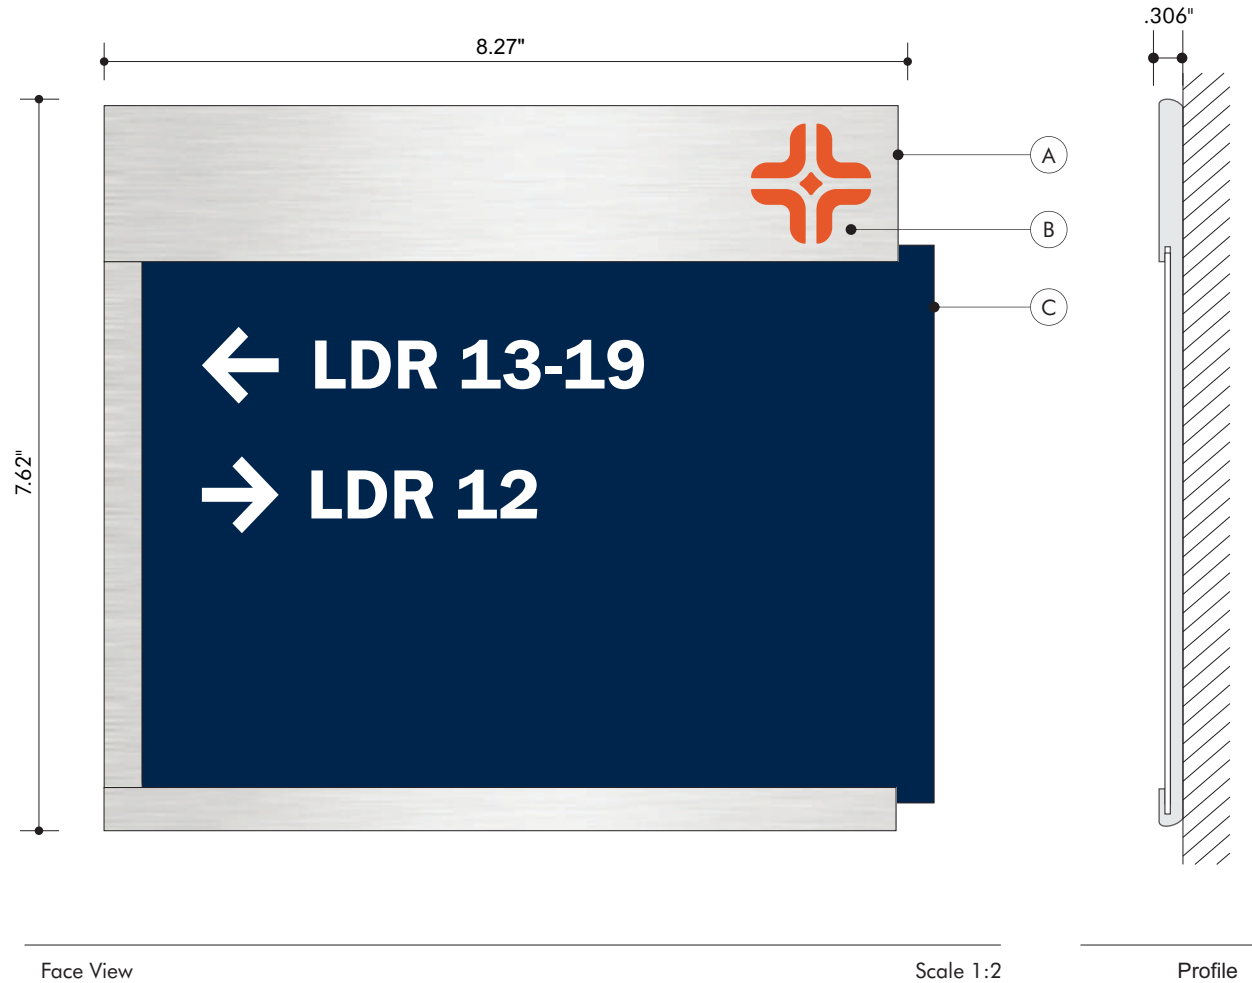 .306"
8.27"
A
B
C
7.62"
LDR 13-19
LDR 12
Face View
Scale 1:2
Profile